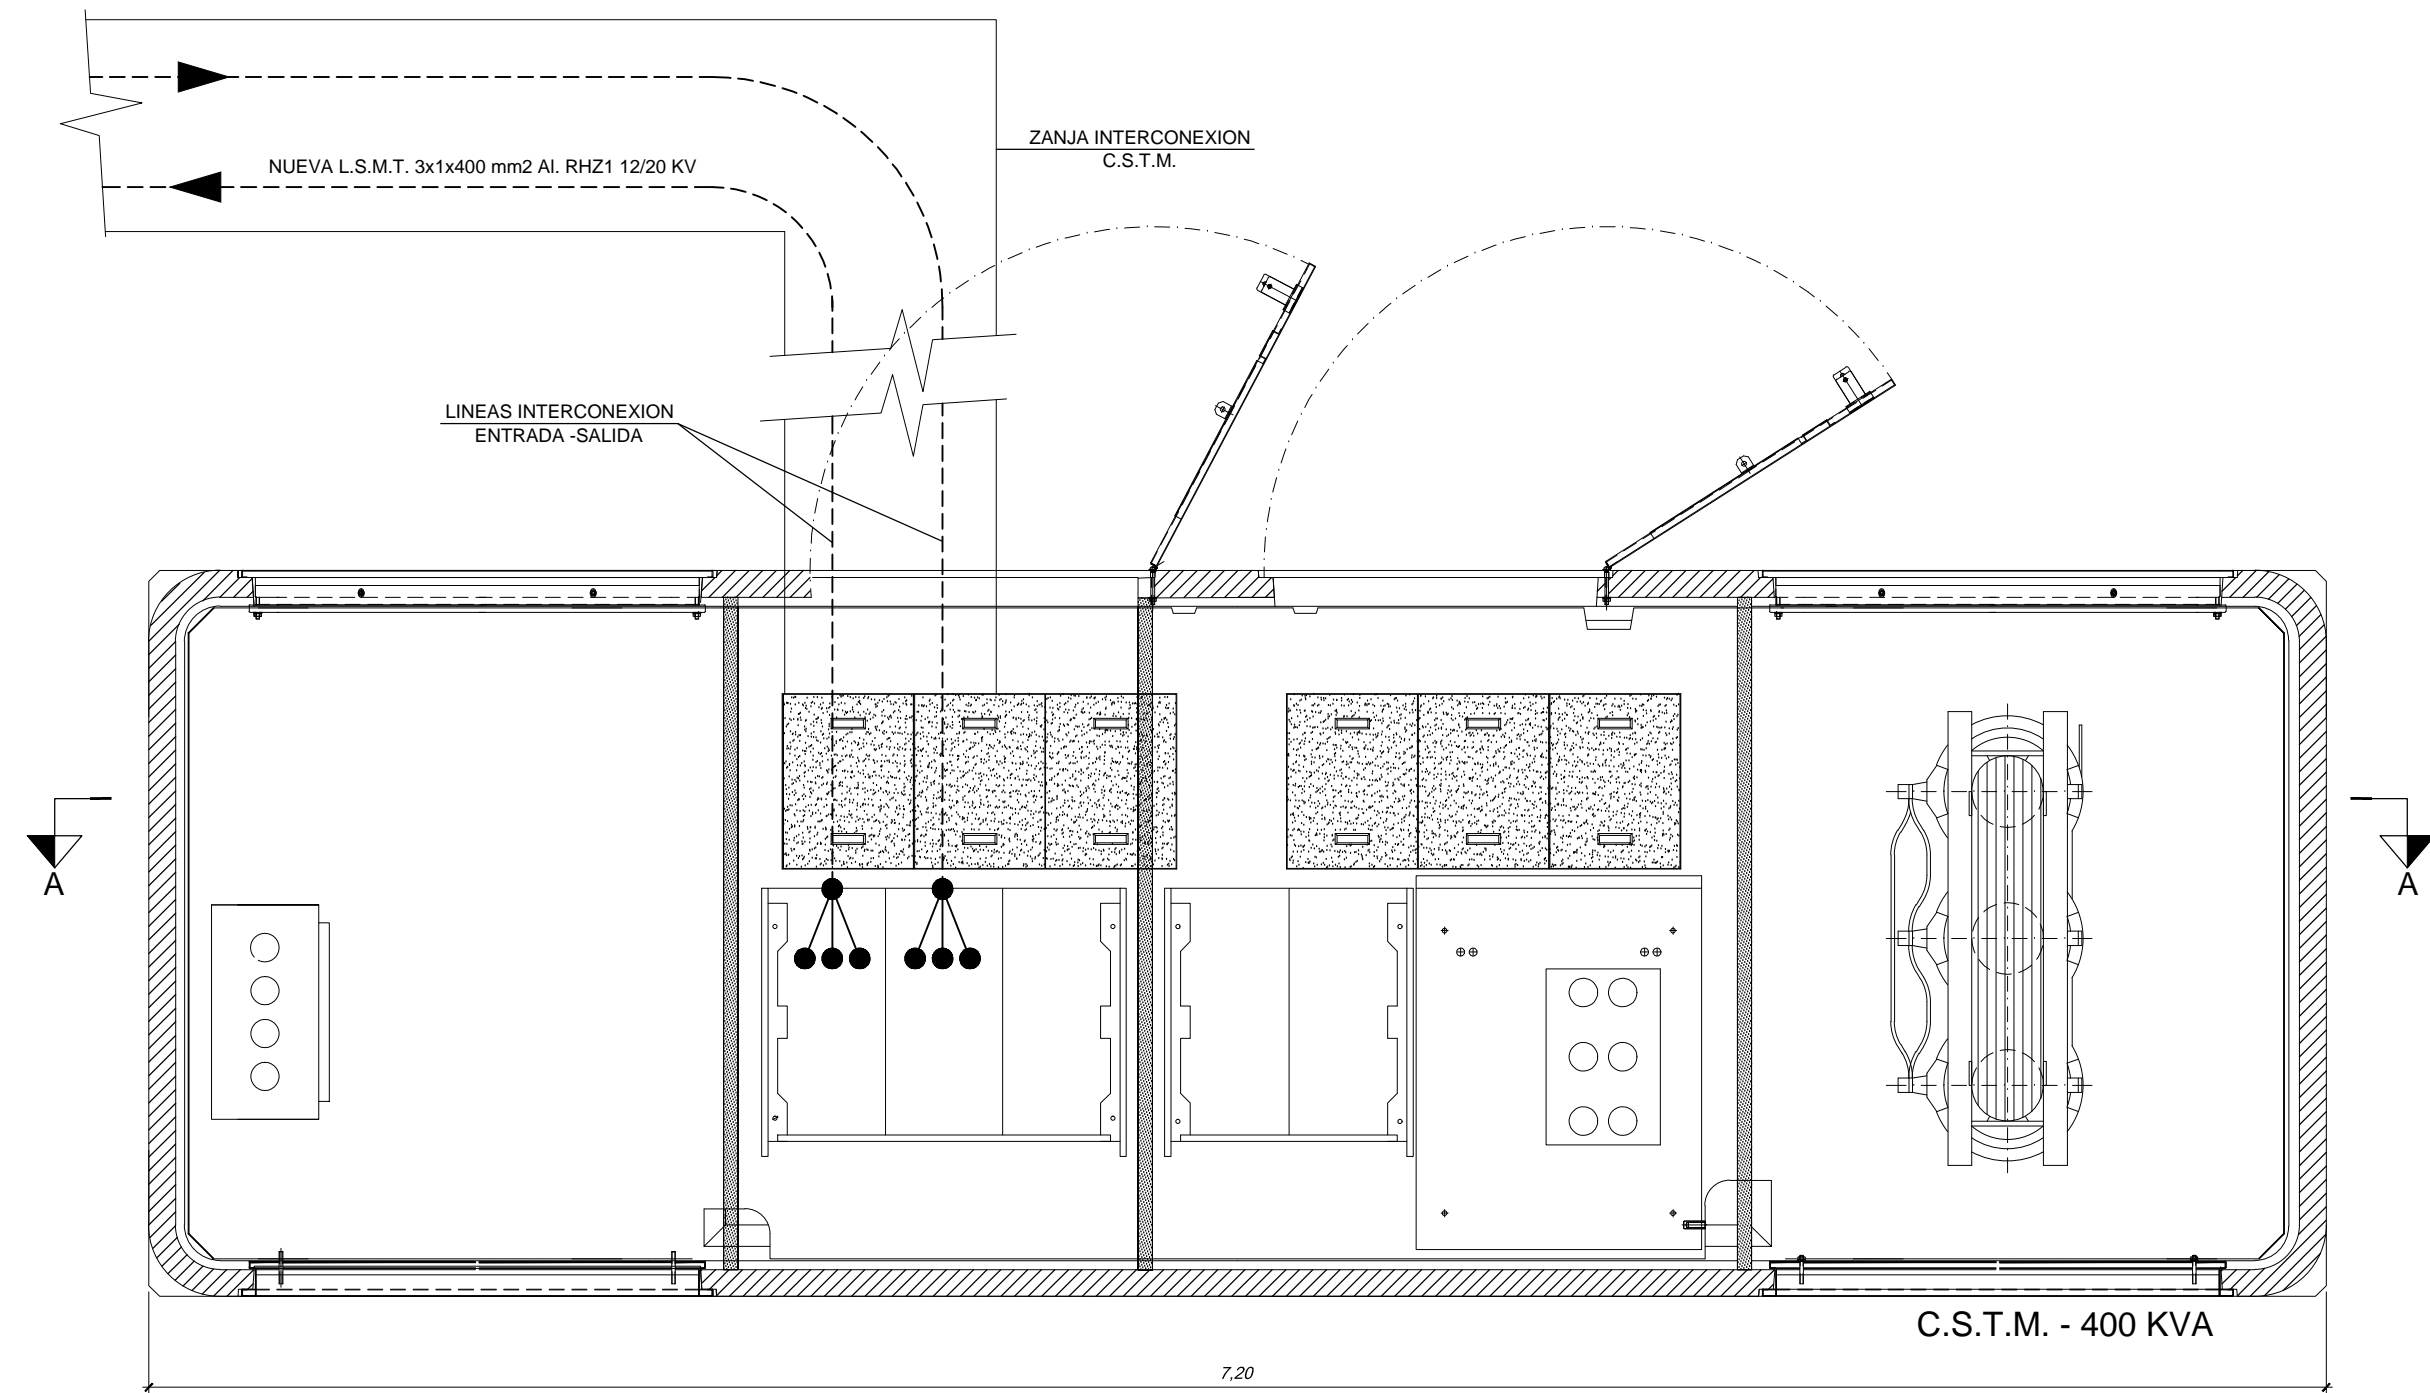 ZANJA INTERCONEXION
C.S.T.M.
NUEVA L.S.M.T. 3x1x400 mm2 Al. RHZ1 12/20 KV
LINEAS INTERCONEXION
ENTRADA -SALIDA
A
A
C.S.T.M. - 400 KVA
7,20